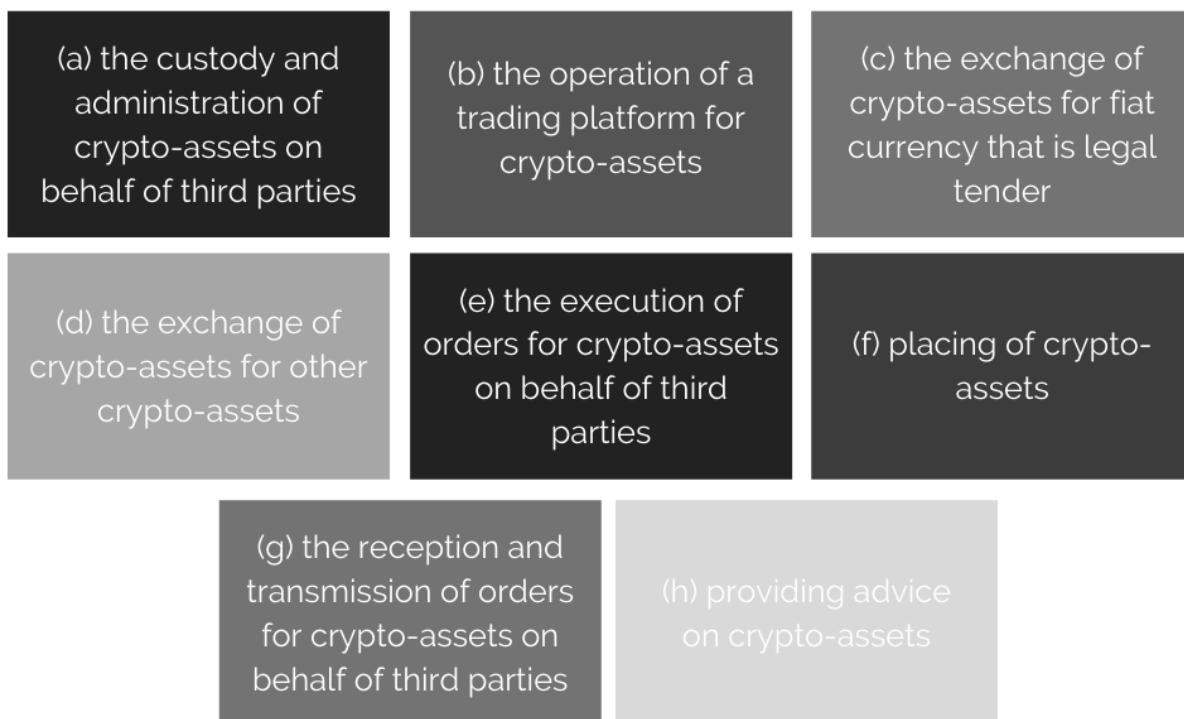 (a) the custody and
administration of
crypto-assets on
behalf of third parties
(b) the operation of a
trading platform for
crypto-assets
(c) the exchange of
crypto-assets for fiat
currency that is legal
tender
(d) the exchange of
crypto-assets for other
crypto-assets
(e) the execution of
orders for crypto-assets
on behalf of third
parties
(f) placing of crypto-
assets
(g) the reception and
transmission of orders
for crypto-assets on
behalf of third parties
(h) providing advice
on crypto-assets